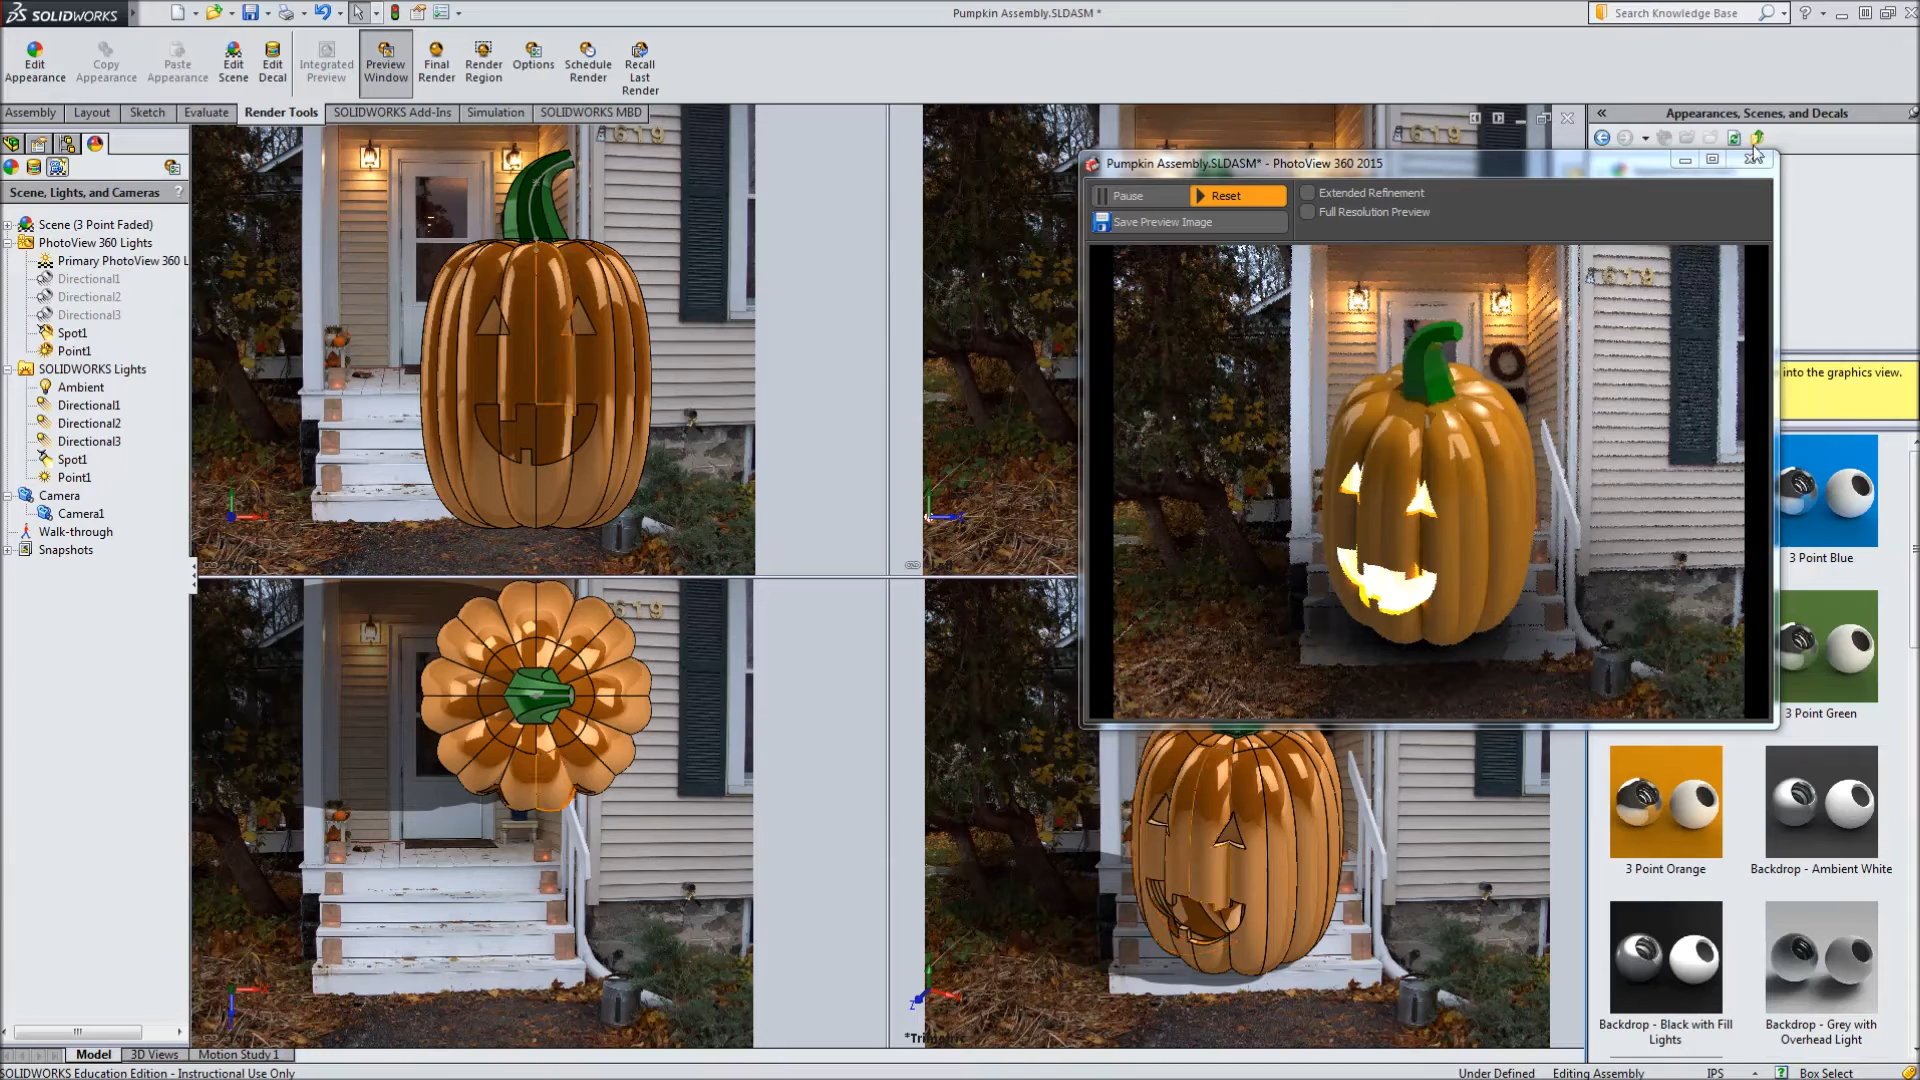 SOLIDWORKS
Pumpkin Assembly.SLDASM *
Search Knowledge Base
Edit Appearance
Copy Appearance
Paste Appearance
Edit Scene
Edit Decal
Integrated Preview
Preview Window
Final Render
Render Region
Options
Schedule Render
Recall Last Render
Assembly
Layout
Sketch
Evaluate
Render Tools
SOLIDWORKS Add-Ins
Simulation
SOLIDWORKS MBD
Appearances, Scenes, and Decals
Scene, Lights, and Cameras
?
Scene (3 Point Faded)
PhotoView 360 Lights
Primary PhotoView 360 L
Directional1
Directional2
Directional3
Spot1
Point1
SOLIDWORKS Lights
Ambient
Directional1
Directional2
Directional3
Spot1
Point1
Camera
Camera1
Walk-through
Snapshots
619
619
619
Pumpkin Assembly.SLDASM* - PhotoView 360 2015
Pause
Reset
Save Preview Image
Extended Refinement
Full Resolution Preview
619
into the graphics view.
3 Point Blue
3 Point Green
3 Point Orange
Backdrop - Ambient White
Backdrop - Black with Fill Lights
Backdrop - Grey with Overhead Light
Z
Model
3D Views
Motion Study 1
SOLIDWORKS Education Edition - Instructional Use Only
Under Defined
Editing Assembly
IPS
Box Select